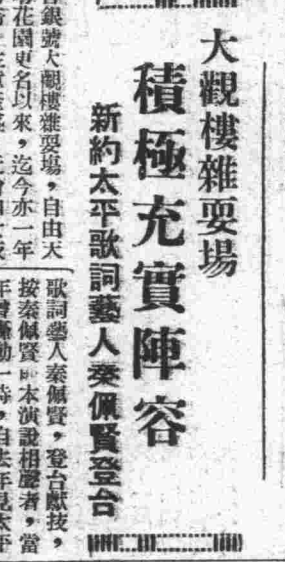 大觀樓雜耍場
積極充實陣容
新約太平歌詞藝人秦佩賢登台
銀號大觀樓雜耍場，自由天
花園更名以來，迄今亦一年
歌詞藝人秦佩賢，登台獻技，
按秦佩賢即本演說相聲者，當